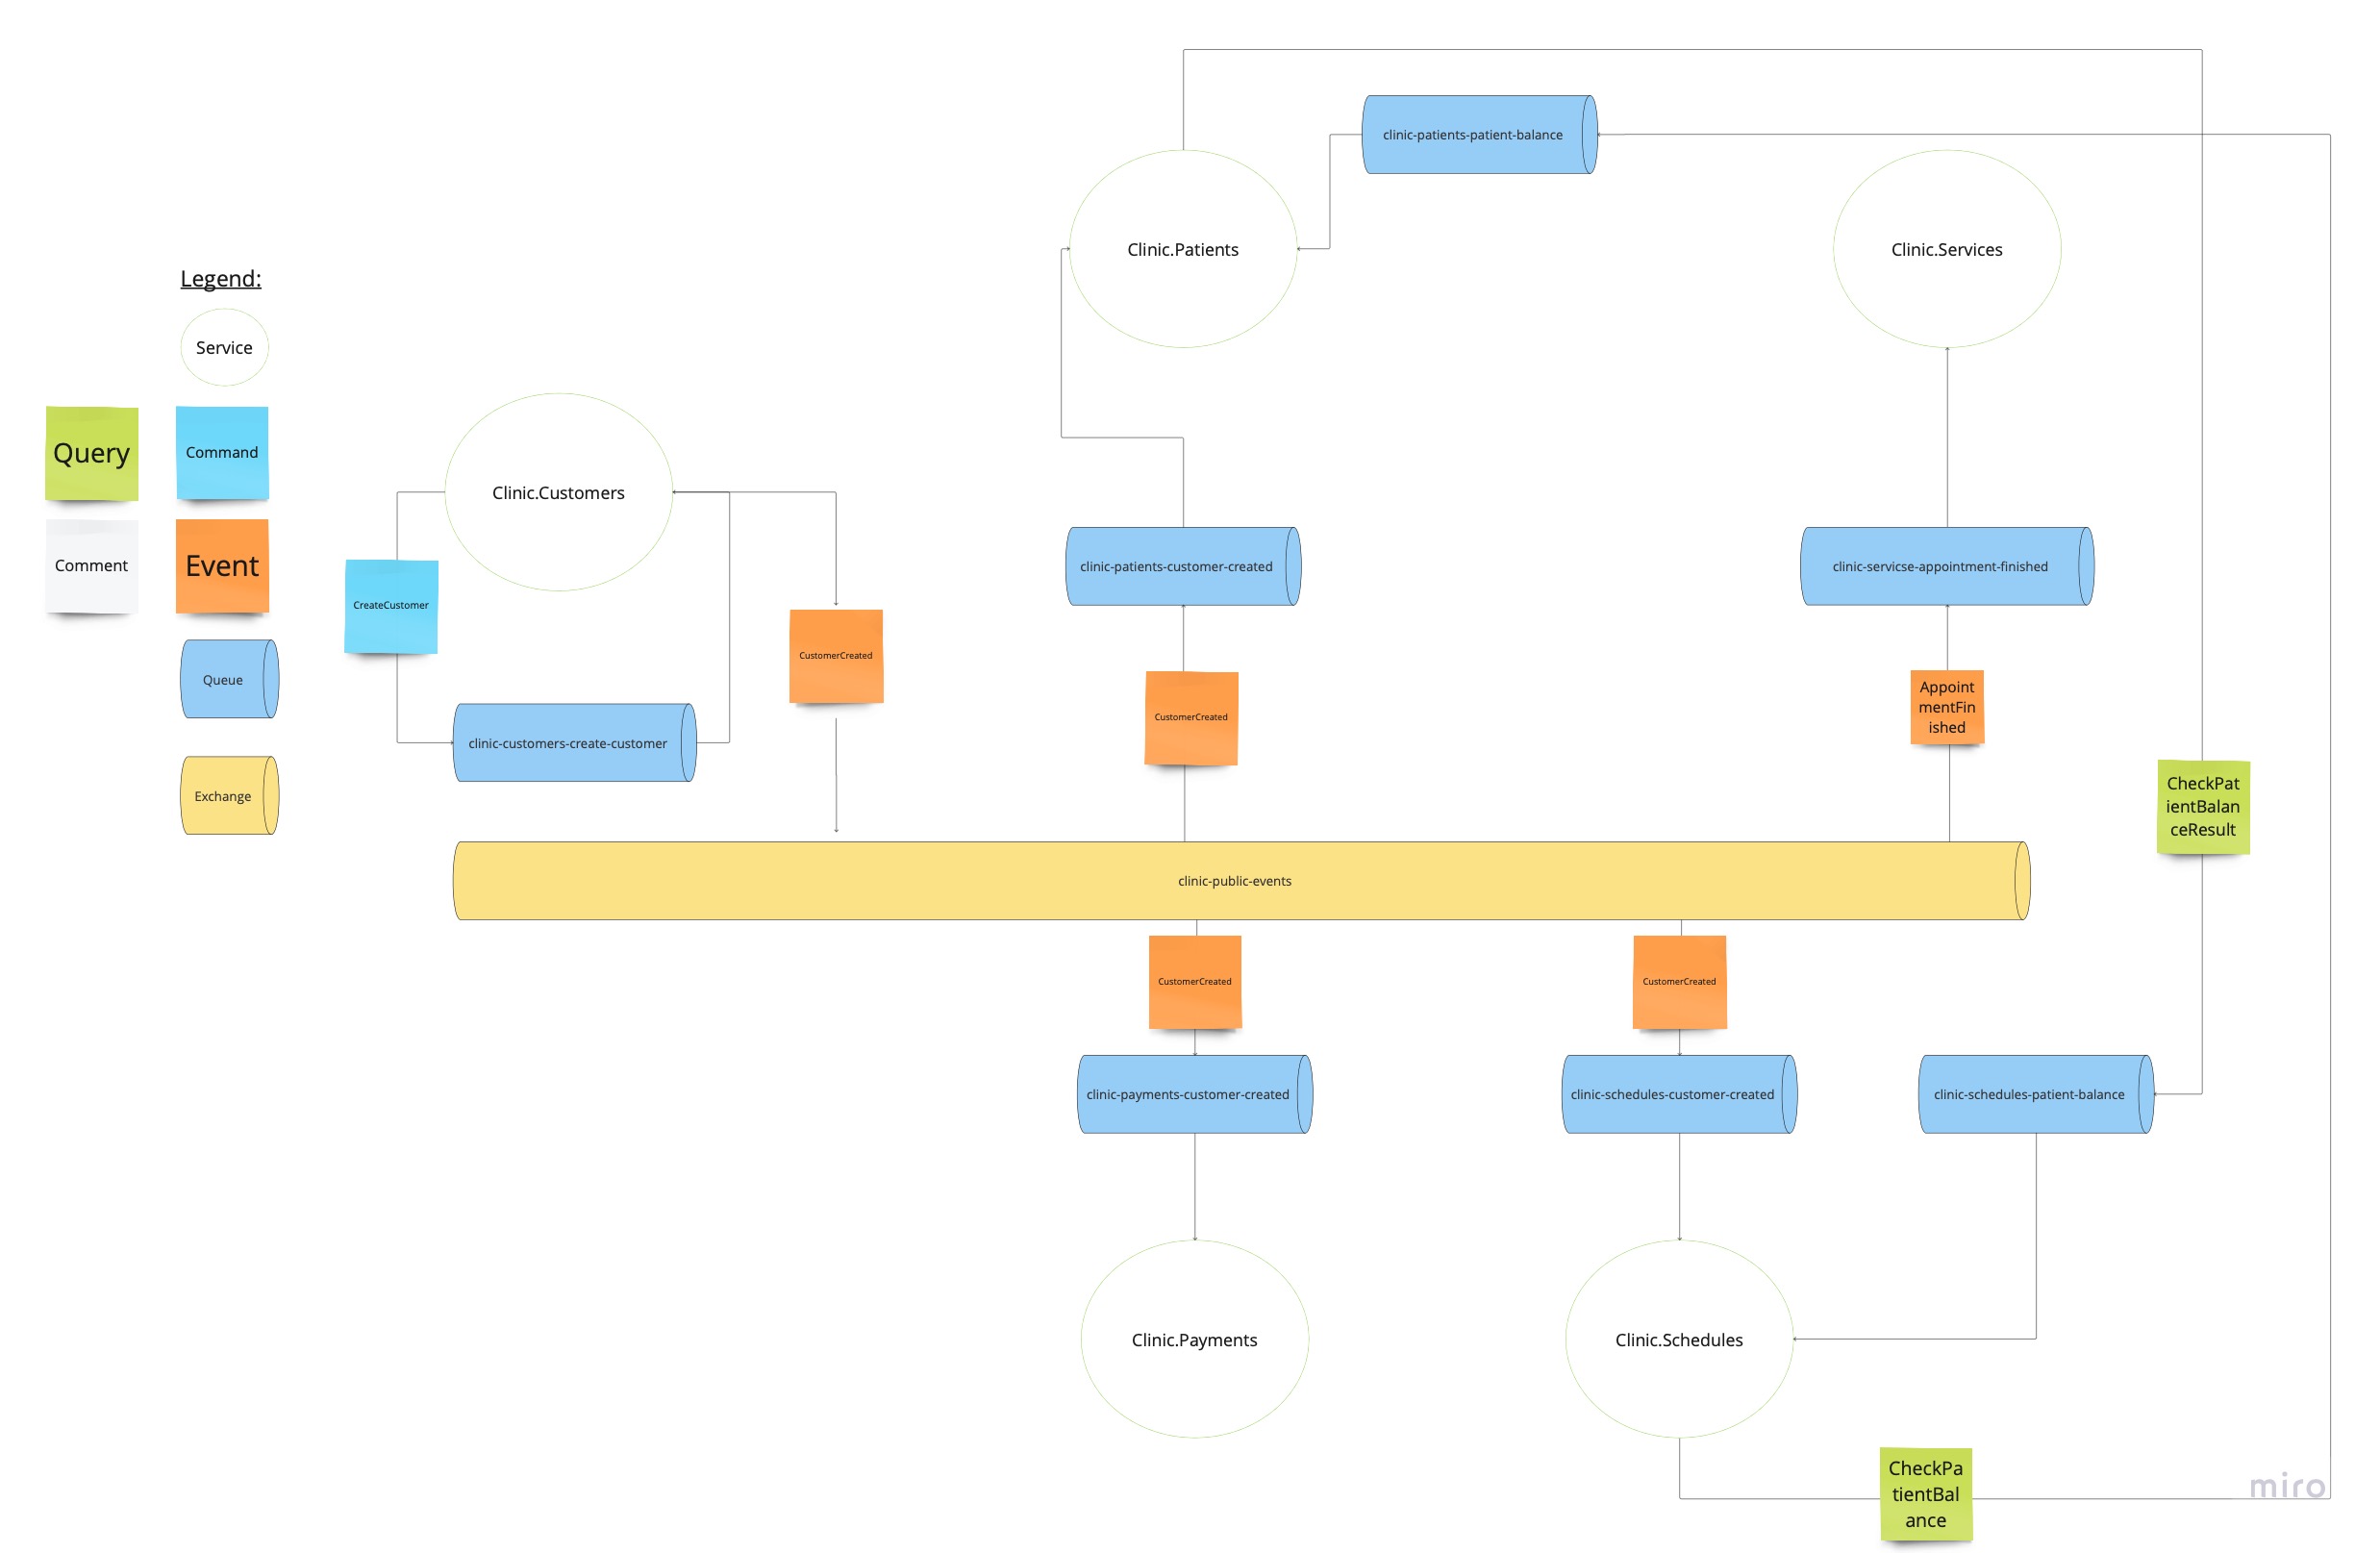 clinic-patients-patient-balance
Clinic.Patients
Clinic.Services
Legend:
Service
Query
Command
Clinic.Customers
Comment
Event
clinic-patients-customer-created
clinic-servicse-appointment-finished
CreateCustomer
CustomerCreated
Queue
CustomerCreated
Appoint
mentFin
ished
clinic-customers-create-customer
Exchange
CheckPat
ientBalan
ceResult
clinic-public-events
CustomerCreated
CustomerCreated
clinic-payments-customer-created
clinic-schedules-customer-created
clinic-schedules-patient-balance
Clinic.Payments
Clinic.Schedules
CheckPa
tientBal
ance
miro